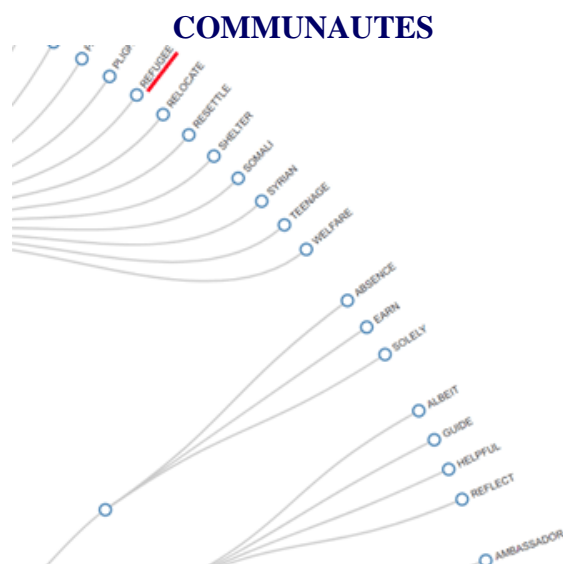 COMMUNAUTES
REFUGEE
RELOCATE
RESETTLE
SHELTER
SOMALI
SYRIAN
TEENAGE
WELFARE
ABSENCE
EARN
SOLELY
ALBEIT
GUIDE
HELPFUL
REFLECT
AMBASSADOR